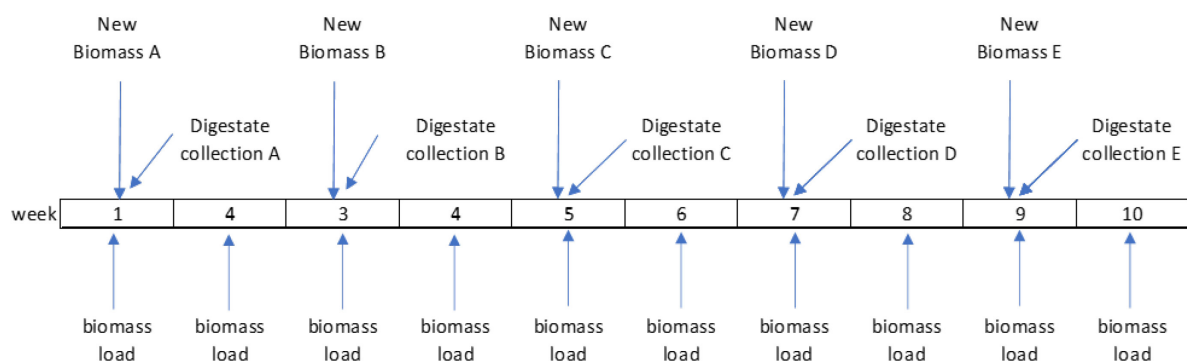 New
Biomass A
New
Biomass B
New
Biomass C
New
Biomass D
New
Biomass E
Digestate
collection A
Digestate
collection B
Digestate
collection C
Digestate
collection D
Digestate
collection E
week 1 4 3 4 5 6 7 8 9 10
biomass
load
biomass
load
biomass
load
biomass
load
biomass
load
biomass
load
biomass
load
biomass
load
biomass
load
biomass
load